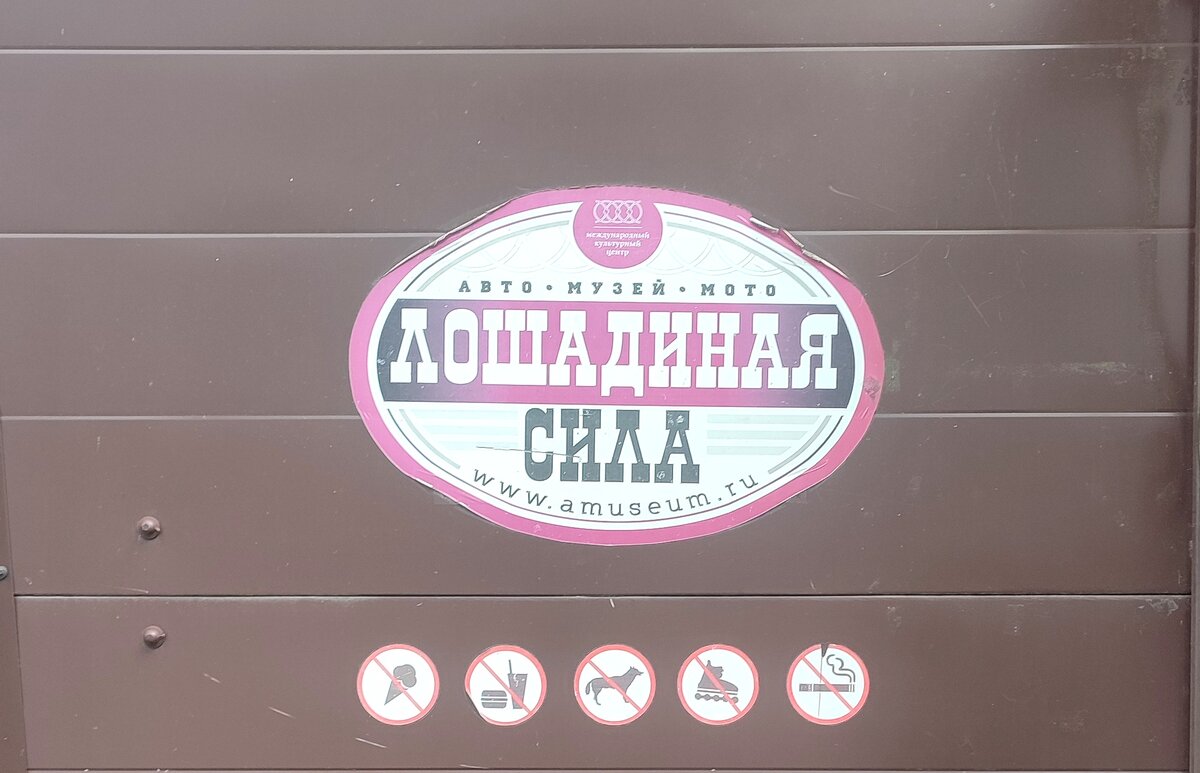 международный
культурный
центр
АВТО • МУЗЕЙ • МОТО
ЛОШАДИНАЯ
СИЛА
www.amuseum.ru